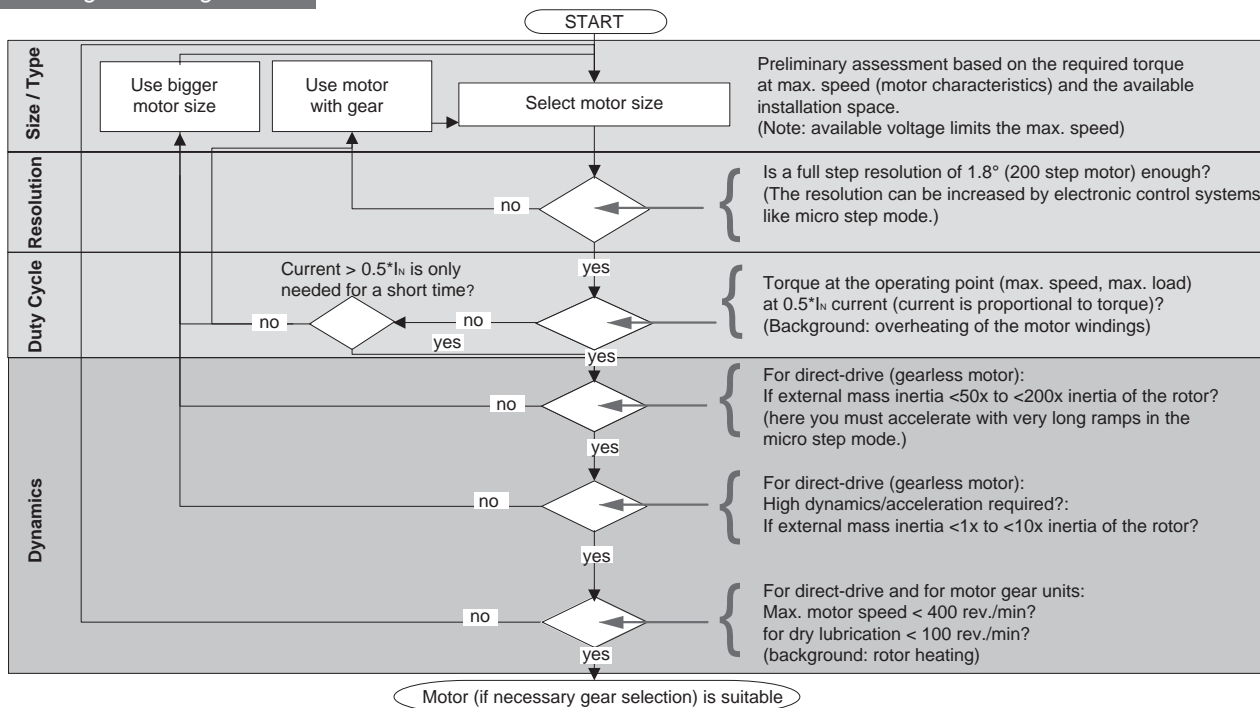 START
Size / Type
Use bigger
motor size
Use motor
with gear
Select motor size
Preliminary assessment based on the required torque
at max. speed (motor characteristics) and the available
installation space.
(Note: available voltage limits the max. speed)
Resolution
no
Is a full step resolution of 1.8° (200 step motor) enough?
(The resolution can be increased by electronic control systems
like micro step mode.)
yes
Duty Cycle
Current > 0.5*IN is only
needed for a short time?
no
no
yes
Torque at the operating point (max. speed, max. load)
at 0.5*IN current (current is proportional to torque)?
(Background: overheating of the motor windings)
yes
Dynamics
no
For direct-drive (gearless motor):
If external mass inertia <50x to <200x inertia of the rotor?
(here you must accelerate with very long ramps in the
micro step mode.)
yes
no
For direct-drive (gearless motor):
High dynamics/acceleration required?:
If external mass inertia <1x to <10x inertia of the rotor?
yes
no
For direct-drive and for motor gear units:
Max. motor speed < 400 rev./min?
for dry lubrication < 100 rev./min?
(background: rotor heating)
yes
Motor (if necessary gear selection) is suitable